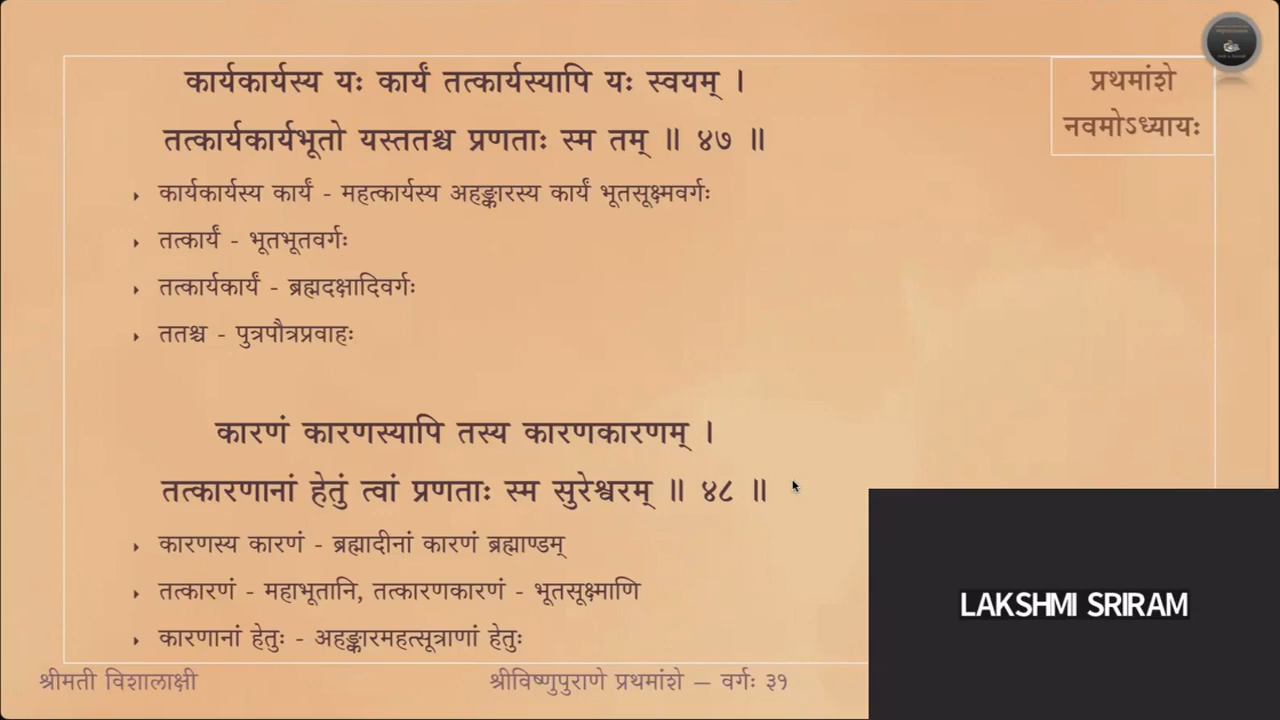 कार्यकार्यस्य यः कार्यं तत्कार्यस्यापि यः स्वयम् ।
तत्कार्यकार्यभूतो यस्ततश्च प्रणताः स्म तम् ॥ ४७ ॥
प्रथमांशे
नवमोऽध्यायः
कार्यकार्यस्य कार्यं - महत्कार्यस्य अहङ्कारस्य कार्यं भूतसूक्ष्मवर्गः
तत्कार्यं - भूतभूतवर्गः
तत्कार्यकार्यं - ब्रह्मदक्षादिवर्गः
ततश्च - पुत्रपौत्रप्रवाहः
कारणं कारणस्यापि तस्य कारणकारणम् ।
तत्कारणानां हेतुं त्वां प्रणताः स्म सुरेश्वरम् ॥ ४८ ॥
कारणस्य कारणं - ब्रह्मादीनां कारणं ब्रह्माण्डम्
तत्कारणं - महाभूतानि, तत्कारणकारणं - भूतसूक्ष्माणि
कारणानां हेतुः - अहङ्कारमहत्सूत्राणां हेतुः
LAKSHMI SRIRAM
श्रीमती विशालाक्षी
श्रीविष्णुपुराणे प्रथमांशे – वर्गः ३१